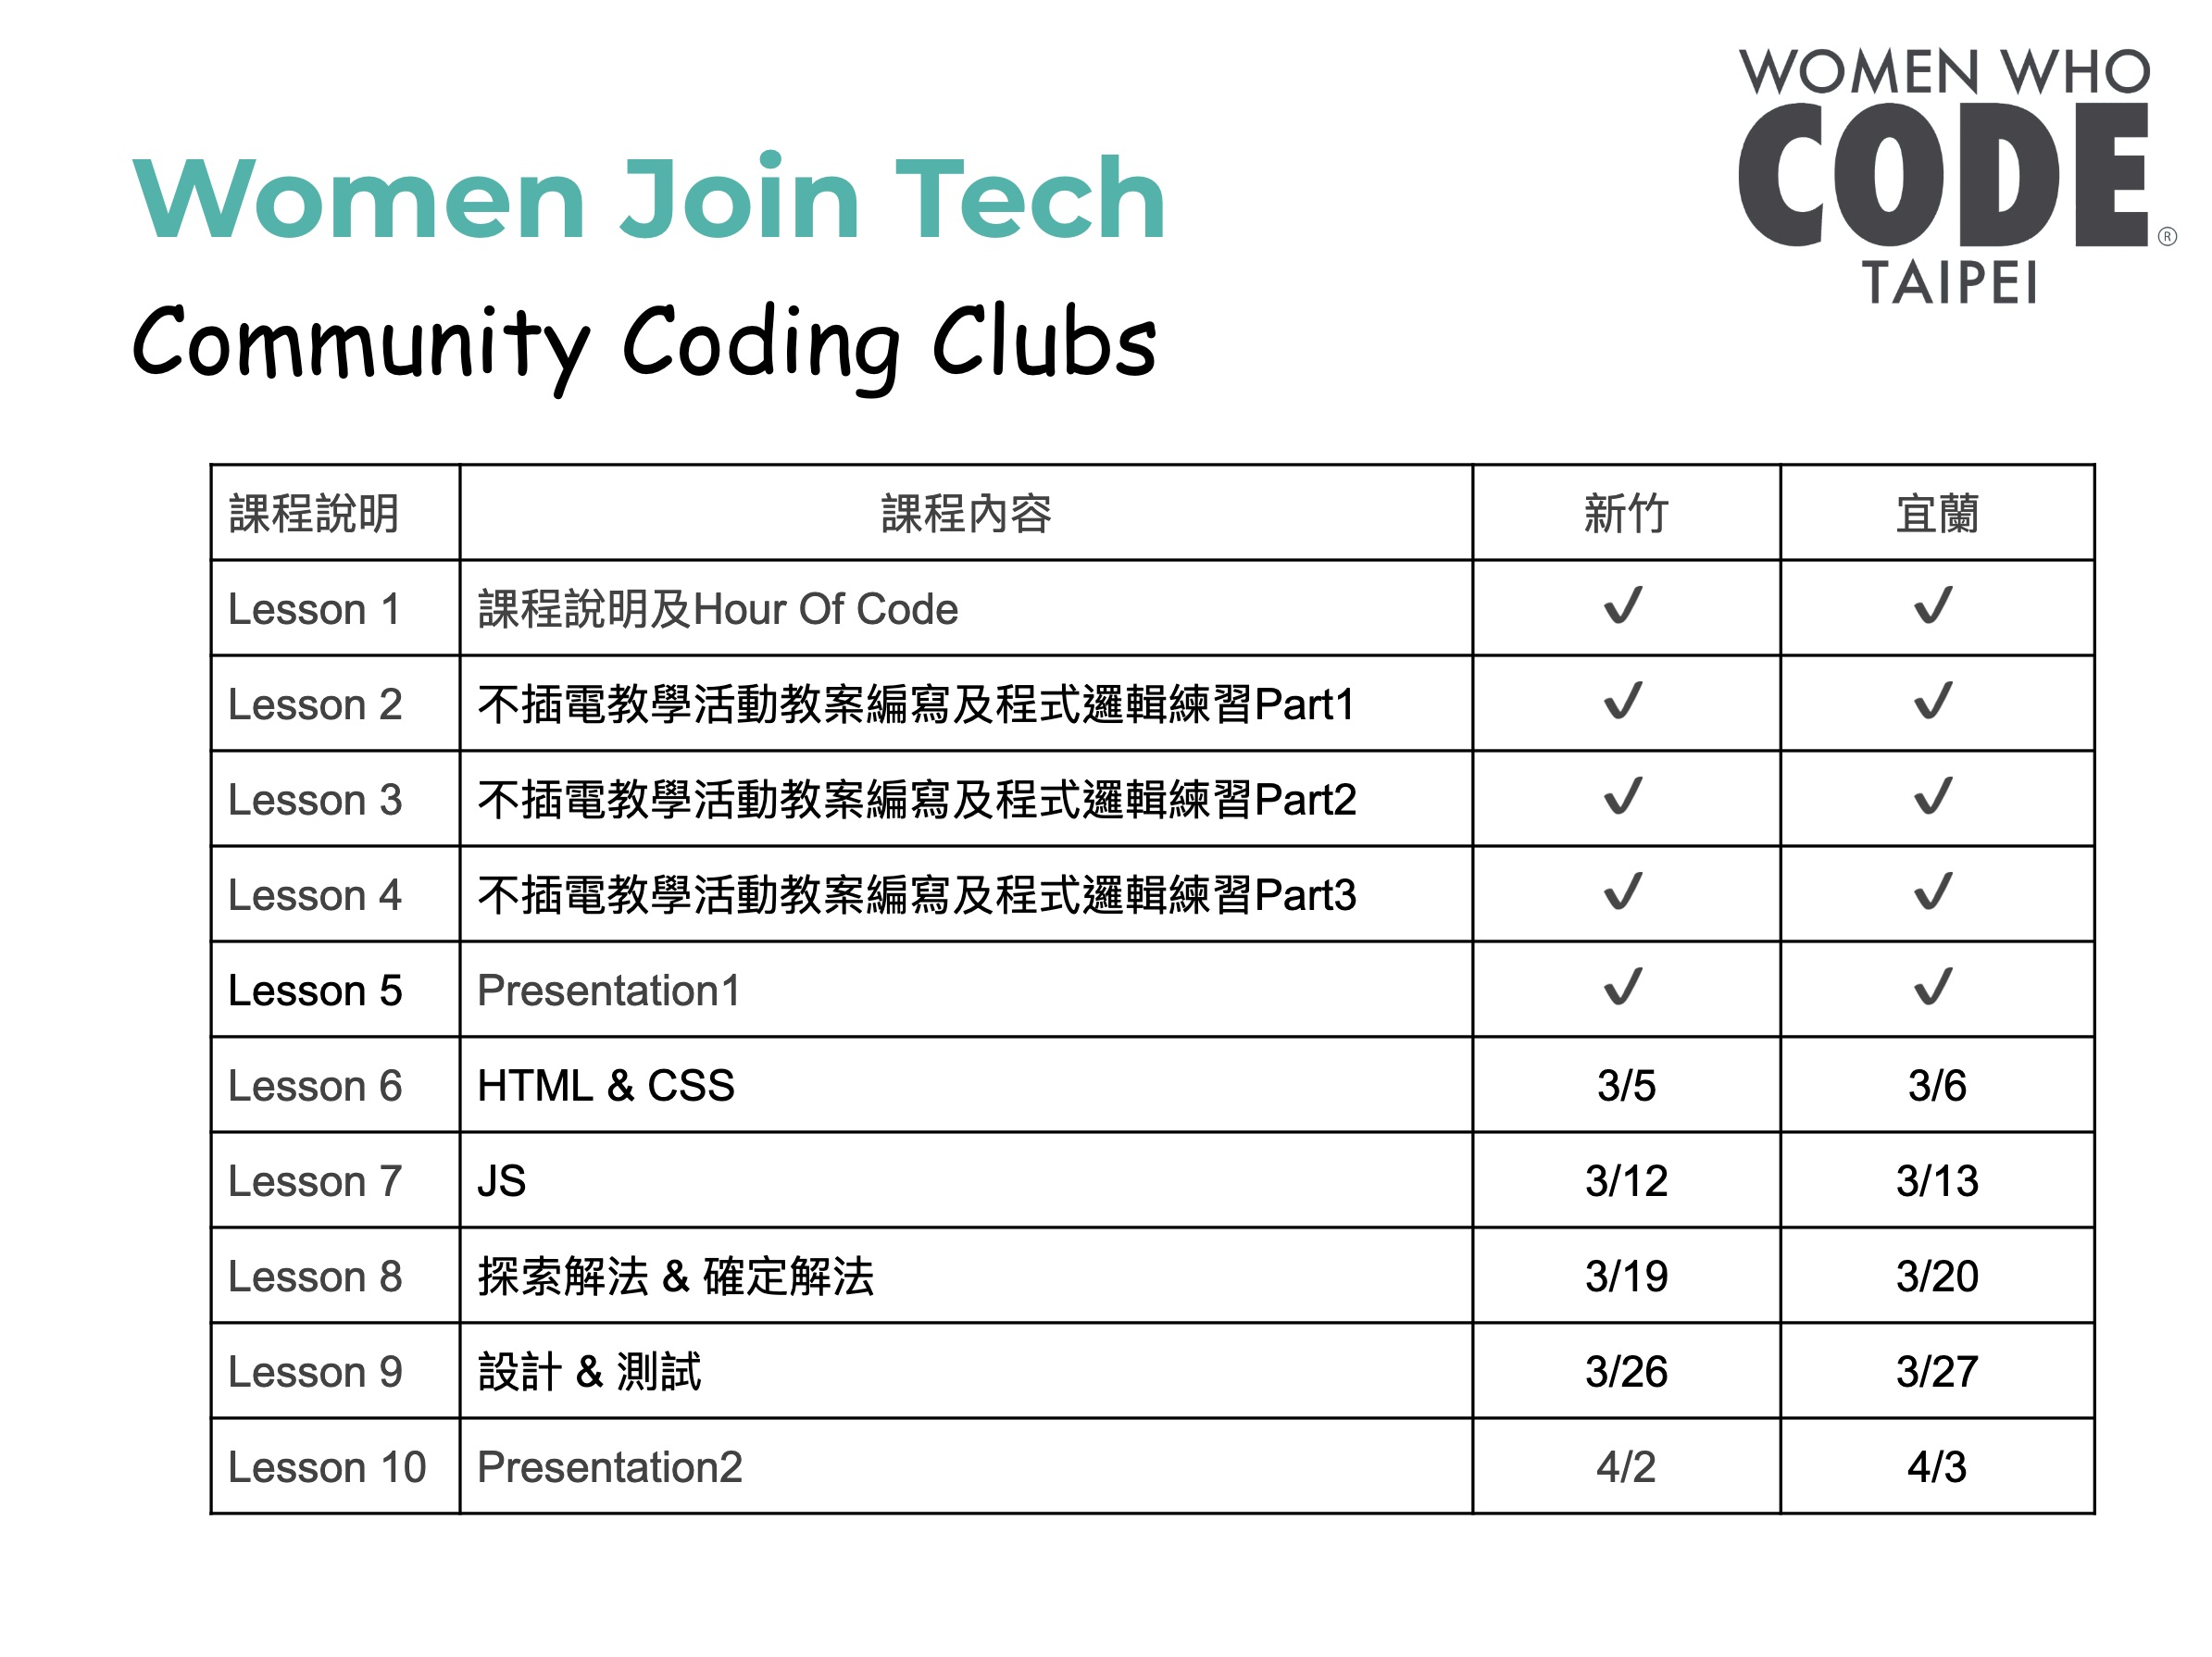 WOMEN WHO
CODE®
TAIPEI
Women Join Tech
Community Coding Clubs
課程說明 課程內容 新竹 宜蘭
Lesson 1 課程說明及Hour Of Code ✔ ✔
Lesson 2 不插電教學活動教案編寫及程式邏輯練習Part1 ✔ ✔
Lesson 3 不插電教學活動教案編寫及程式邏輯練習Part2 ✔ ✔
Lesson 4 不插電教學活動教案編寫及程式邏輯練習Part3 ✔ ✔
Lesson 5 Presentation1 ✔ ✔
Lesson 6 HTML & CSS 3/5 3/6
Lesson 7 JS 3/12 3/13
Lesson 8 探索解法 & 確定解法 3/19 3/20
Lesson 9 設計 & 測試 3/26 3/27
Lesson 10 Presentation2 4/2 4/3